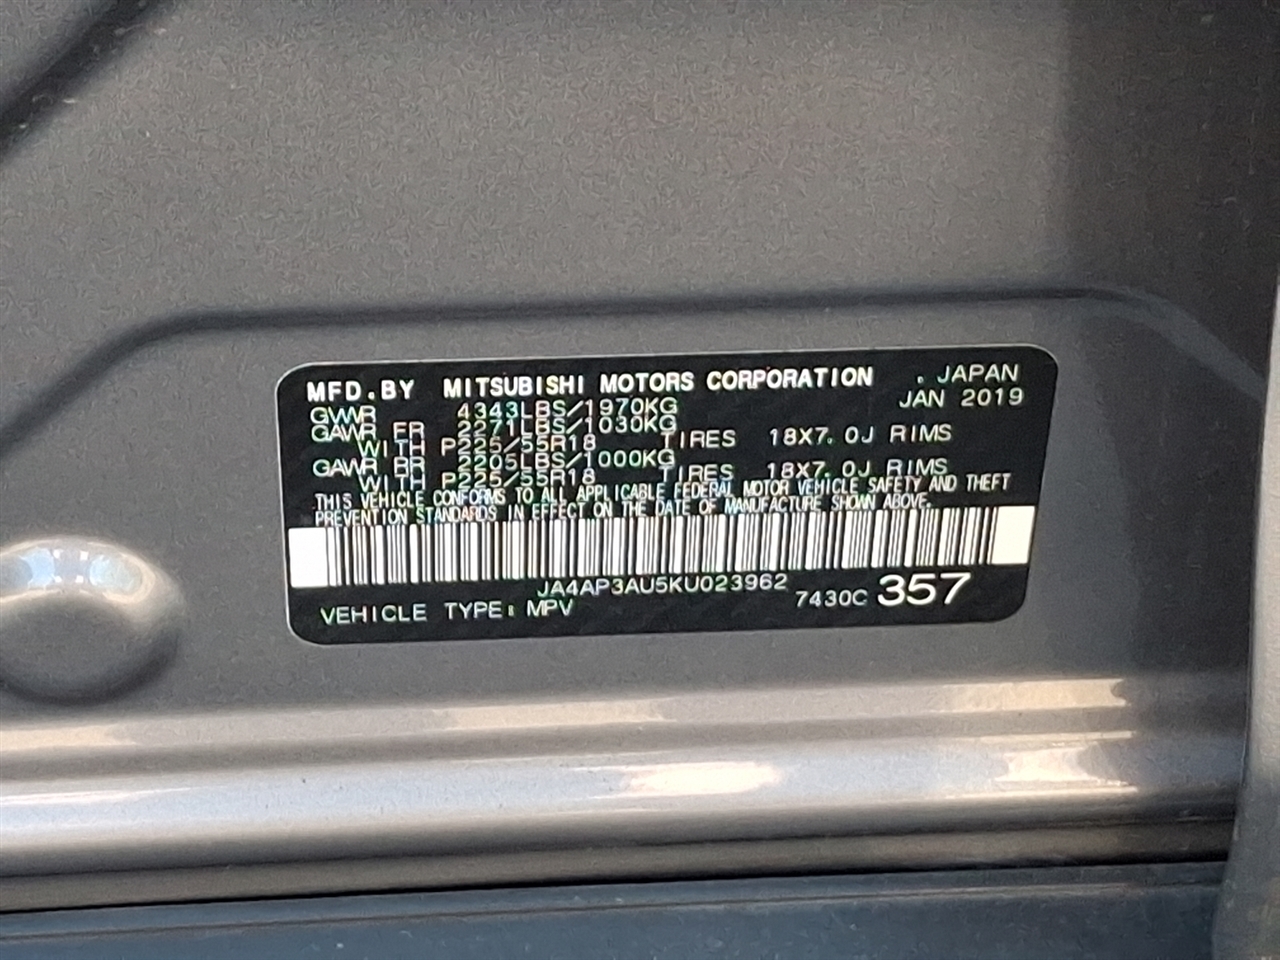 MFD.BY MITSUBISHI MOTORS CORPORATION . JAPAN
GVWR 4343LBS/1970KG JAN 2019
GAWR FR 2271LBS/1030KG
WITH P225/55R18 TIRES 18X7.0J RIMS
GAWR RR 2205LBS/1000KG
WITH P225/55R18 TIRES 18X7.0J RIMS
THIS VEHICLE CONFORMS TO ALL APPLICABLE FEDERAL MOTOR VEHICLE SAFETY AND THEFT
PREVENTION STANDARDS IN EFFECT ON THE DATE OF MANUFACTURE SHOWN ABOVE.
JA4AP3AU5KU023962
VEHICLE TYPE: MPV 7430C 357